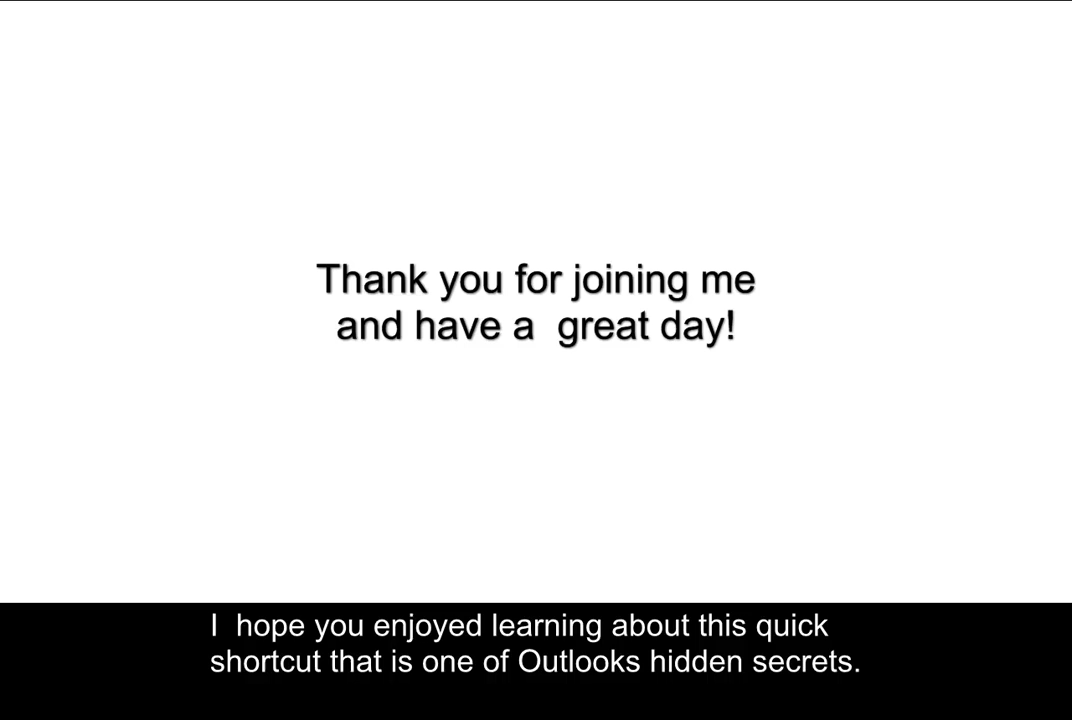 Thank you for joining me
and have a  great day!
I  hope you enjoyed learning about this quick
shortcut that is one of Outlooks hidden secrets.